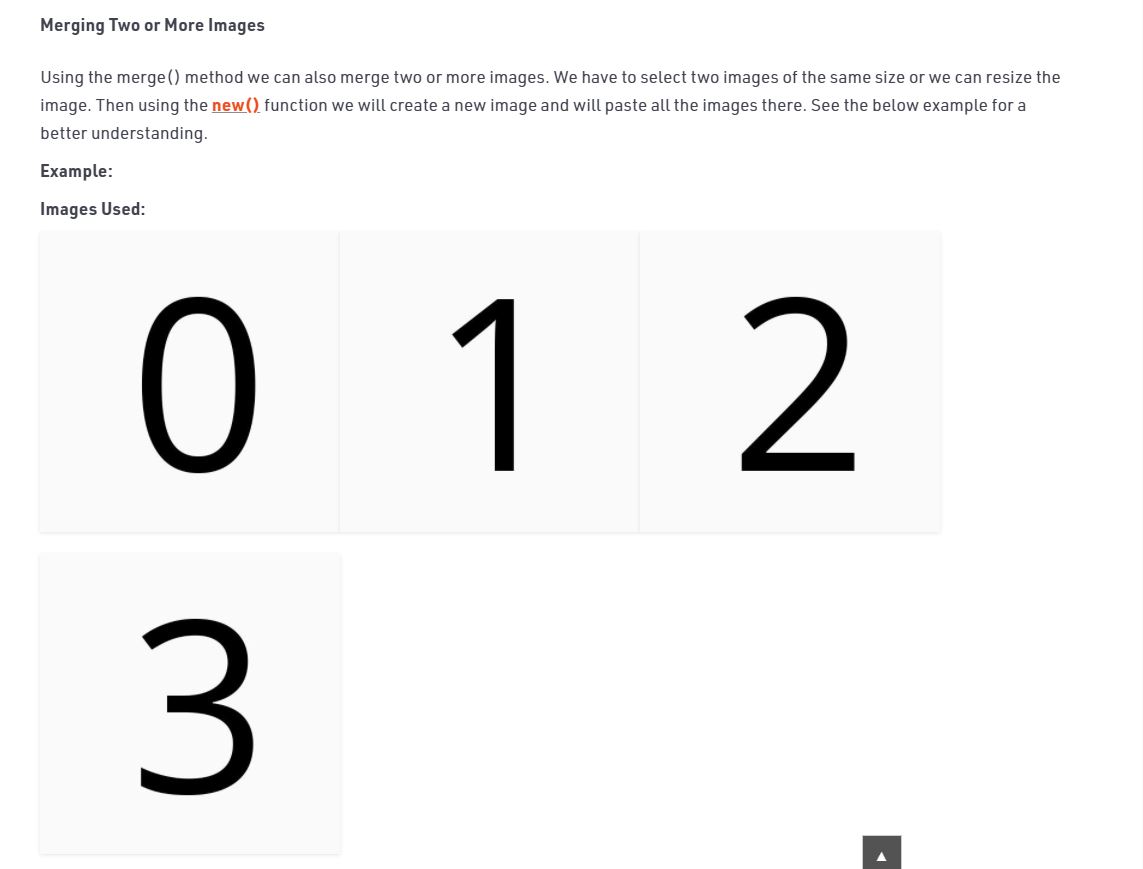 Merging Two or More Images
Using the merge() method we can also merge two or more images. We have to select two images of the same size or we can resize the
image. Then using the new() function we will create a new image and will paste all the images there. See the below example for a
better understanding.
Example:
Images Used:
0 1 2
3